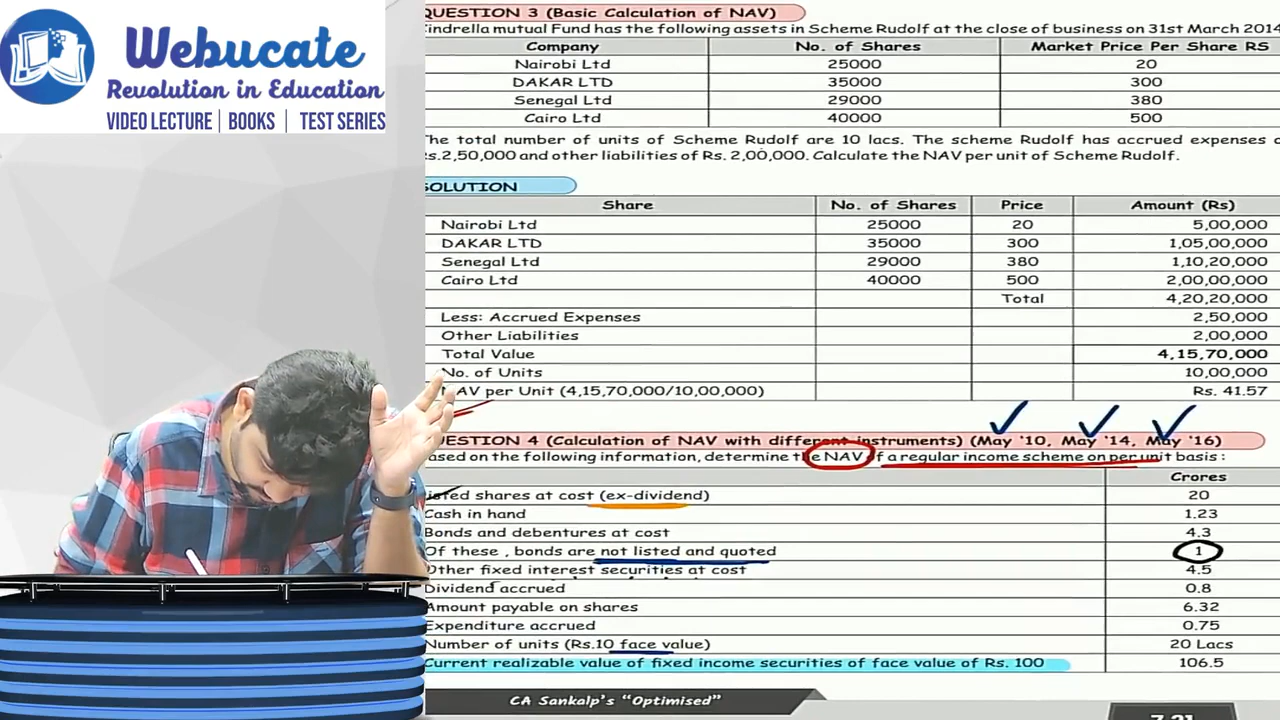 Webucate
Revolution in Education
VIDEO LECTURE | BOOKS | TEST SERIES
QUESTION 3 (Basic Calculation of NAV)
indrella mutual Fund has the following assets in Scheme Rudolf at the close of business on 31st March 2014
Company No. of Shares Market Price Per Share RS
Nairobi Ltd 25000 20
DAKAR LTD 35000 300
Senegal Ltd 29000 380
Cairo Ltd 40000 500
The total number of units of Scheme Rudolf are 10 lacs. The scheme Rudolf has accrued expenses o
Rs.2,50,000 and other liabilities of Rs. 2,00,000. Calculate the NAV per unit of Scheme Rudolf.
SOLUTION
Share No. of Shares Price Amount (Rs)
Nairobi Ltd 25000 20 5,00,000
DAKAR LTD 35000 300 1,05,00,000
Senegal Ltd 29000 380 1,10,20,000
Cairo Ltd 40000 500 2,00,00,000
Total 4,20,20,000
Less: Accrued Expenses 2,50,000
Other Liabilities 2,00,000
Total Value 4,15,70,000
No. of Units 10,00,000
NAV per Unit (4,15,70,000/10,00,000) Rs. 41.57
QUESTION 4 (Calculation of NAV with different instruments) (May '10, May '14, May '16)
ased on the following information, determine the NAV of a regular income scheme on per unit basis :
Crores
isted shares at cost (ex-dividend) 20
Cash in hand 1.23
Bonds and debentures at cost 4.3
Of these , bonds are not listed and quoted 1
Other fixed interest securities at cost 4.5
Dividend accrued 0.8
Amount payable on shares 6.32
Expenditure accrued 0.75
Number of units (Rs.10 face value) 20 Lacs
Current realizable value of fixed income securities of face value of Rs. 100 106.5
CA Sankalp's "Optimised"